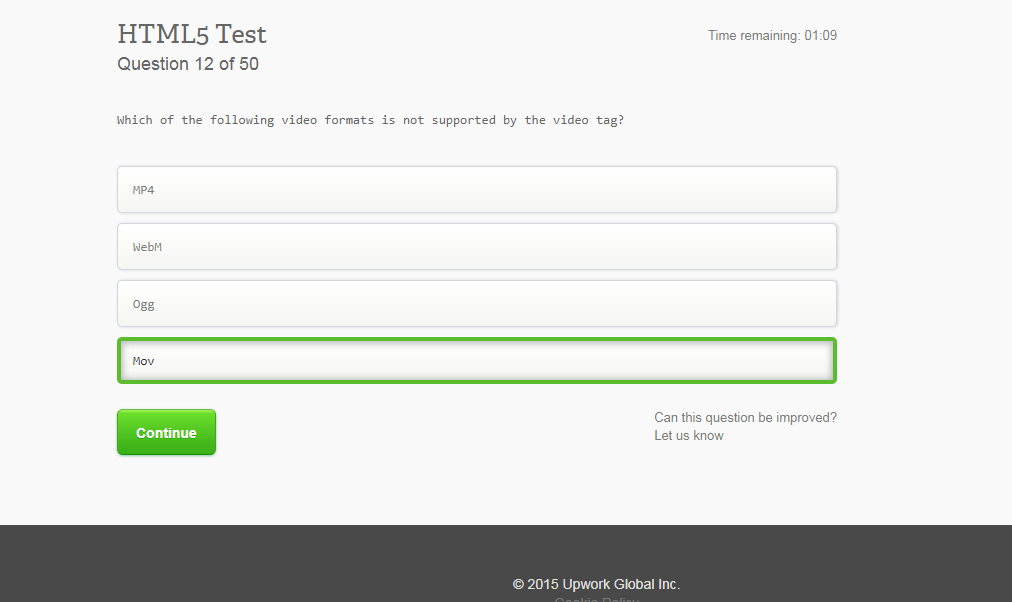 HTML5 Test
Time remaining: 01:09
Question 12 of 50
Which of the following video formats is not supported by the video tag?
MP4
WebM
Ogg
Mov
Continue
Can this question be improved?
Let us know
© 2015 Upwork Global Inc.
Cookie Policy